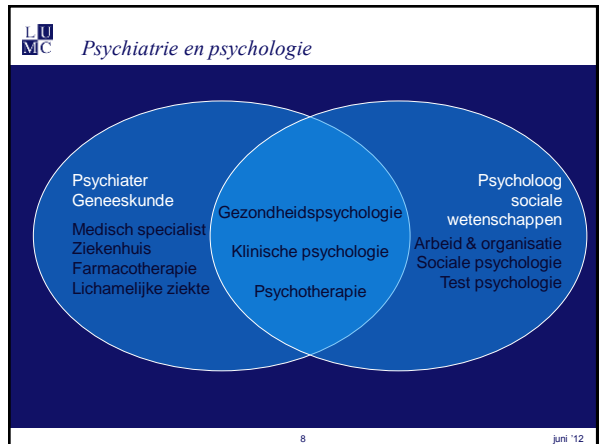 L U
M C
Psychiatrie en psychologie
Psychiater
Geneeskunde
Medisch specialist
Ziekenhuis
Farmacotherapie
Lichamelijke ziekte
Gezondheidspsychologie
Klinische psychologie
Psychotherapie
Psycholoog
sociale
wetenschappen
Arbeid & organisatie
Sociale psychologie
Test psychologie
8
juni '12